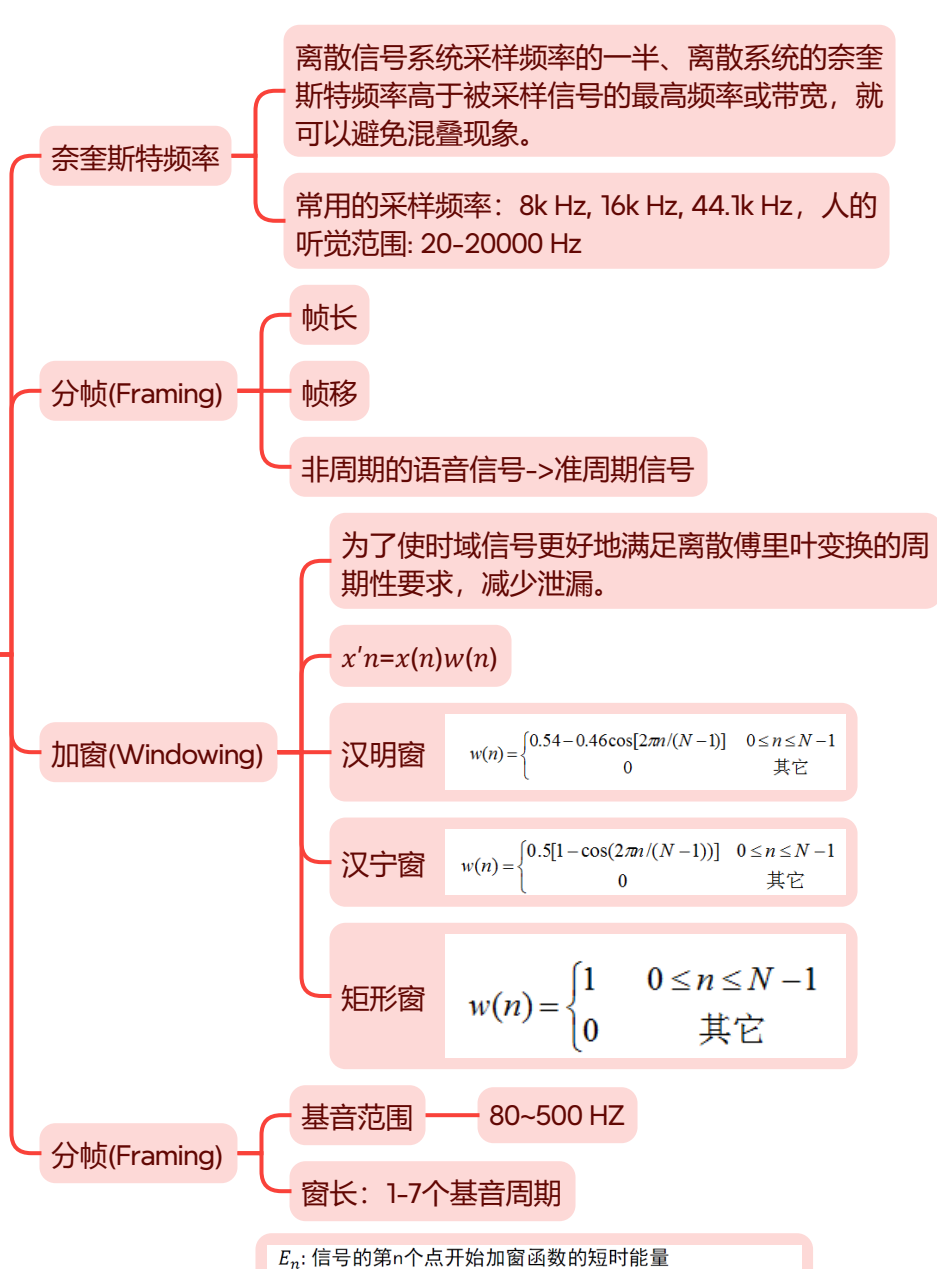 离散信号系统采样频率的一半、离散系统的奈奎
斯特频率高于被采样信号的最高频率或带宽，就
可以避免混叠现象。
奈奎斯特频率
常用的采样频率：8k Hz, 16k Hz, 44.1k Hz，人的
听觉范围: 20-20000 Hz
帧长
分帧(Framing)
帧移
非周期的语音信号->准周期信号
为了使时域信号更好地满足离散傅里叶变换的周
期性要求，减少泄漏。
x′n=x(n)w(n)
加窗(Windowing)
汉明窗
w(n)={0.54-0.46cos[2πn/(N-1)] 0≤n≤N-1
0 其它
汉宁窗
w(n)={0.5[1-cos(2πn/(N-1))] 0≤n≤N-1
0 其它
矩形窗
w(n)={1 0≤n≤N-1
0 其它
基音范围
80~500 HZ
分帧(Framing)
窗长：1-7个基音周期
Eₙ: 信号的第n个点开始加窗函数的短时能量